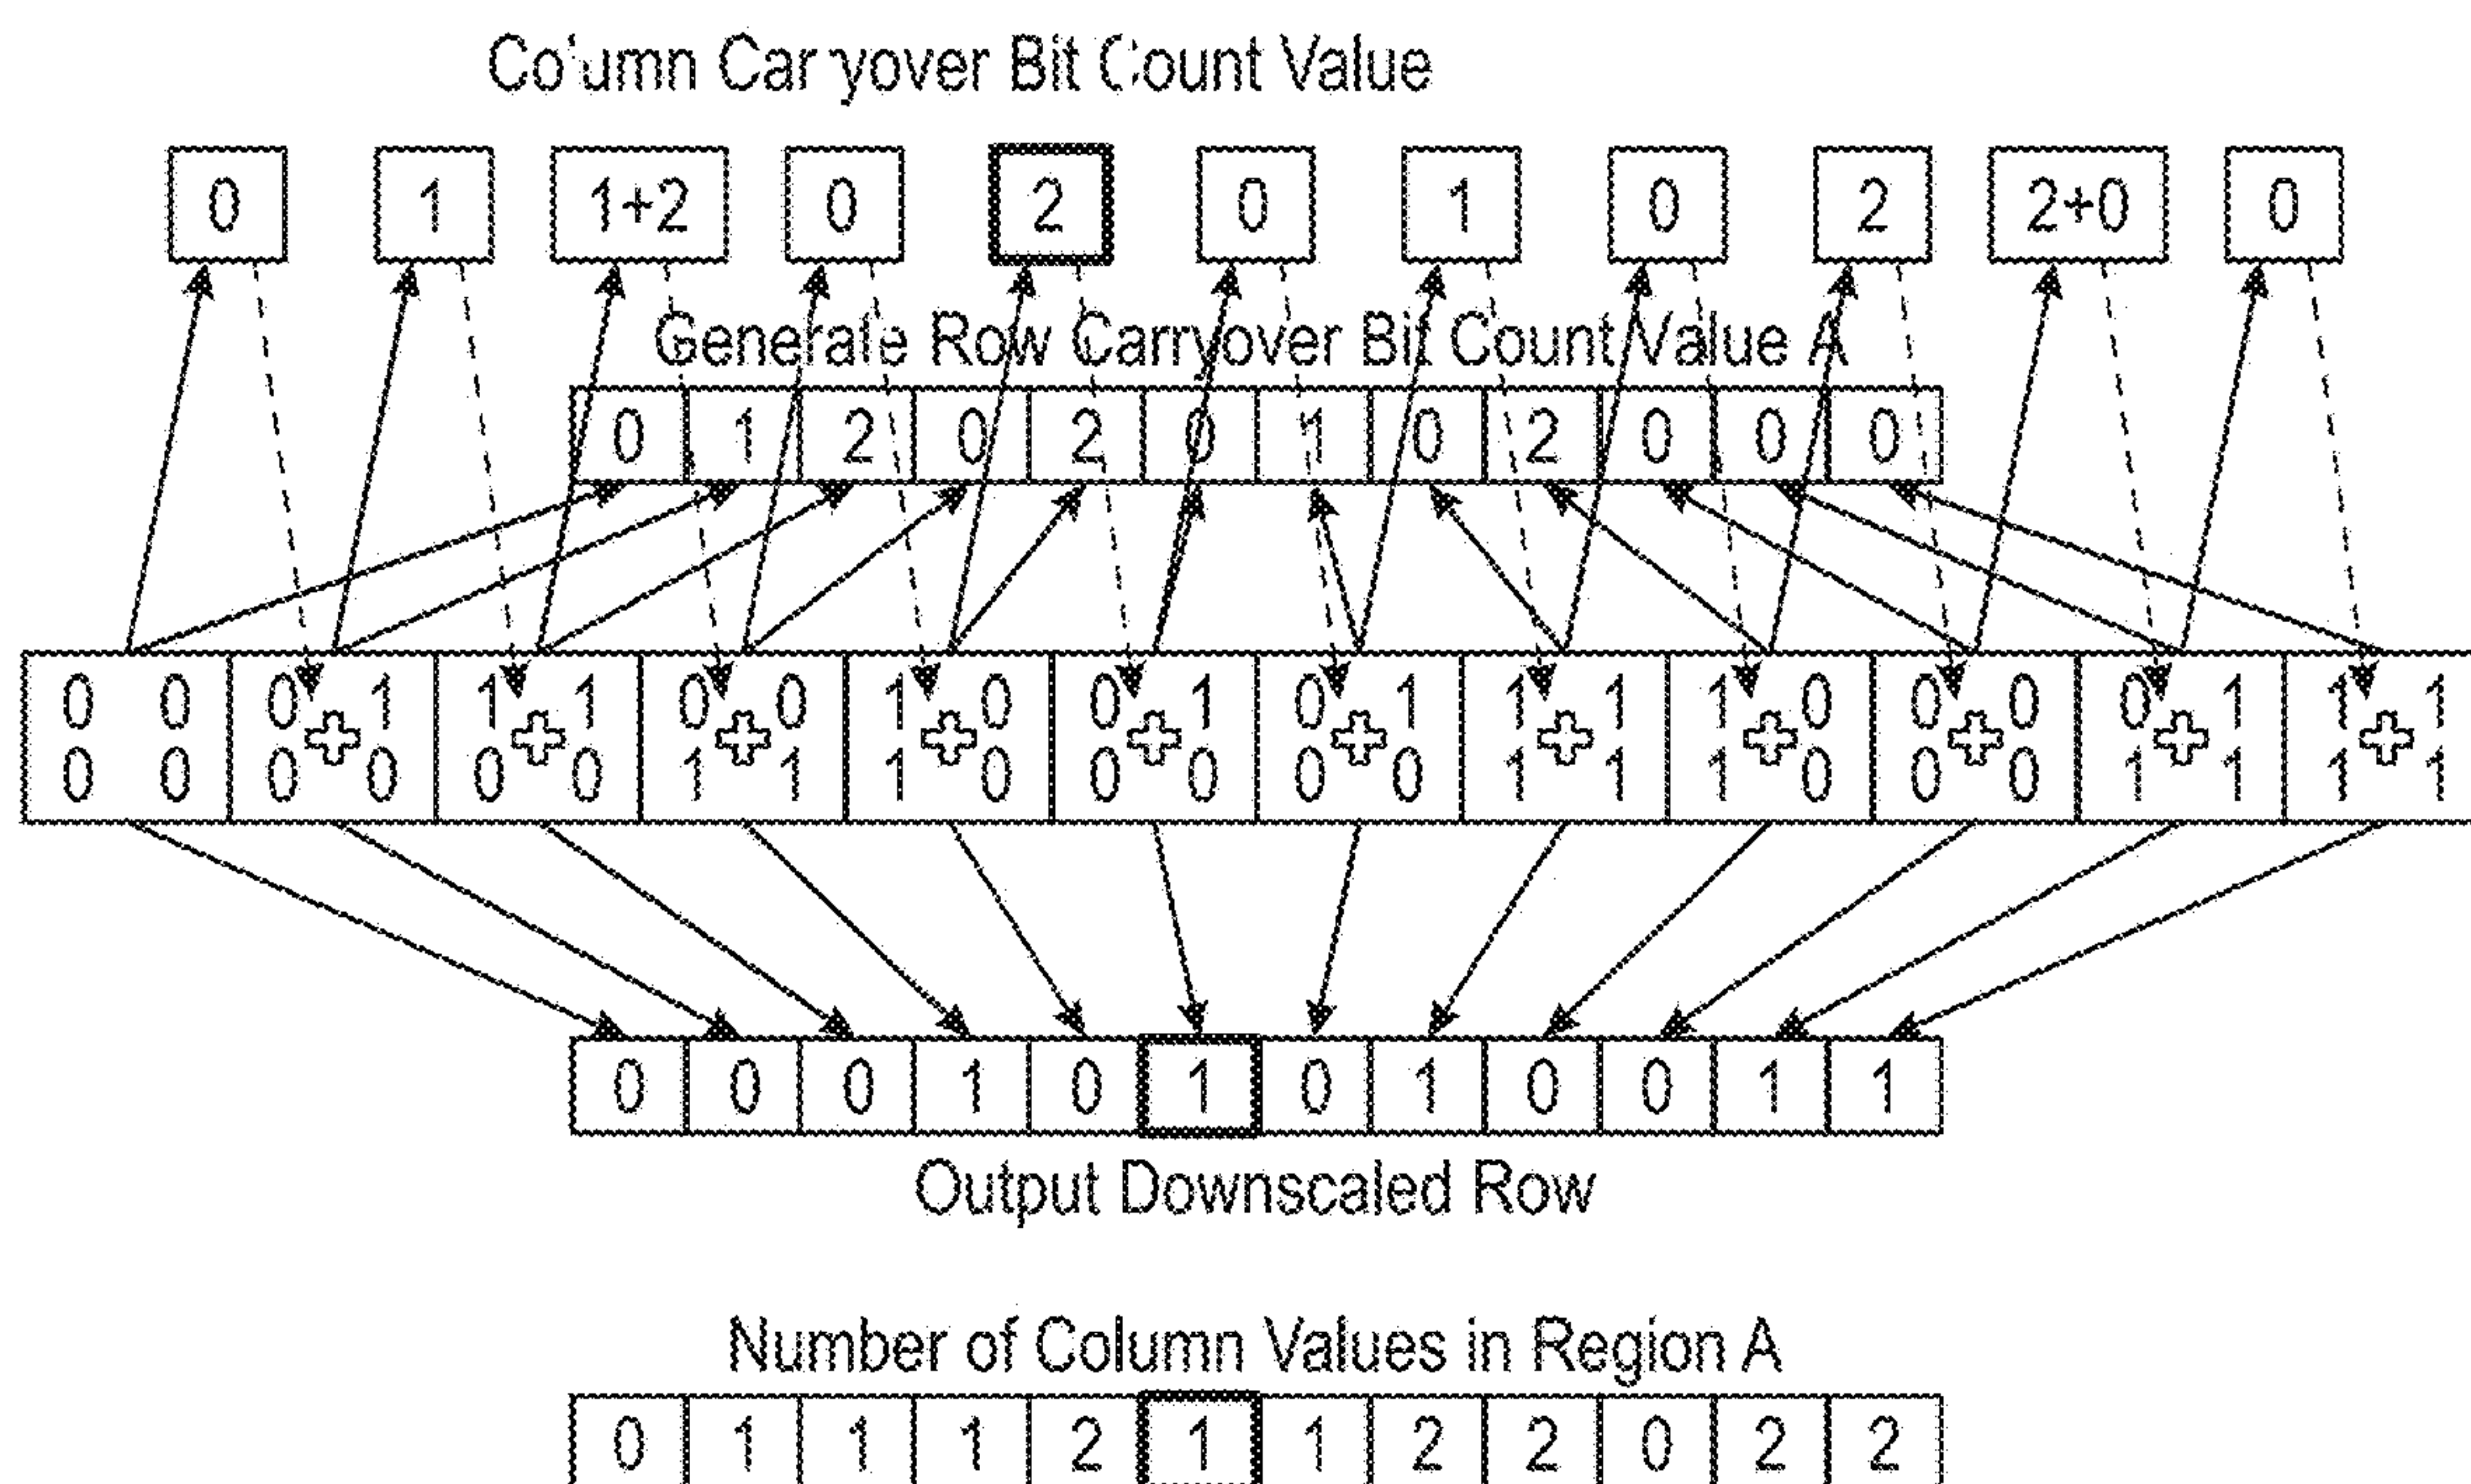 Column Carryover Bit Count Value
0 1 1+2 0 2 0 1 0 2 2+0 0
Generate Row Carryover Bit Count Value A
0 1 2 0 2 0 1 0 2 0 0 0
0 0 0 1 1 1 0 0 1 0 0 1 0 1 1 1 1 0 0 0 0 1 1 1
0 0 0 0 0 0 1 1 1 0 0 0 0 0 1 1 1 0 0 0 1 1 1 1
0 0 0 1 0 1 0 1 0 0 1 1
Output Downscaled Row
Number of Column Values in Region A
0 1 1 1 2 1 1 2 2 0 2 2